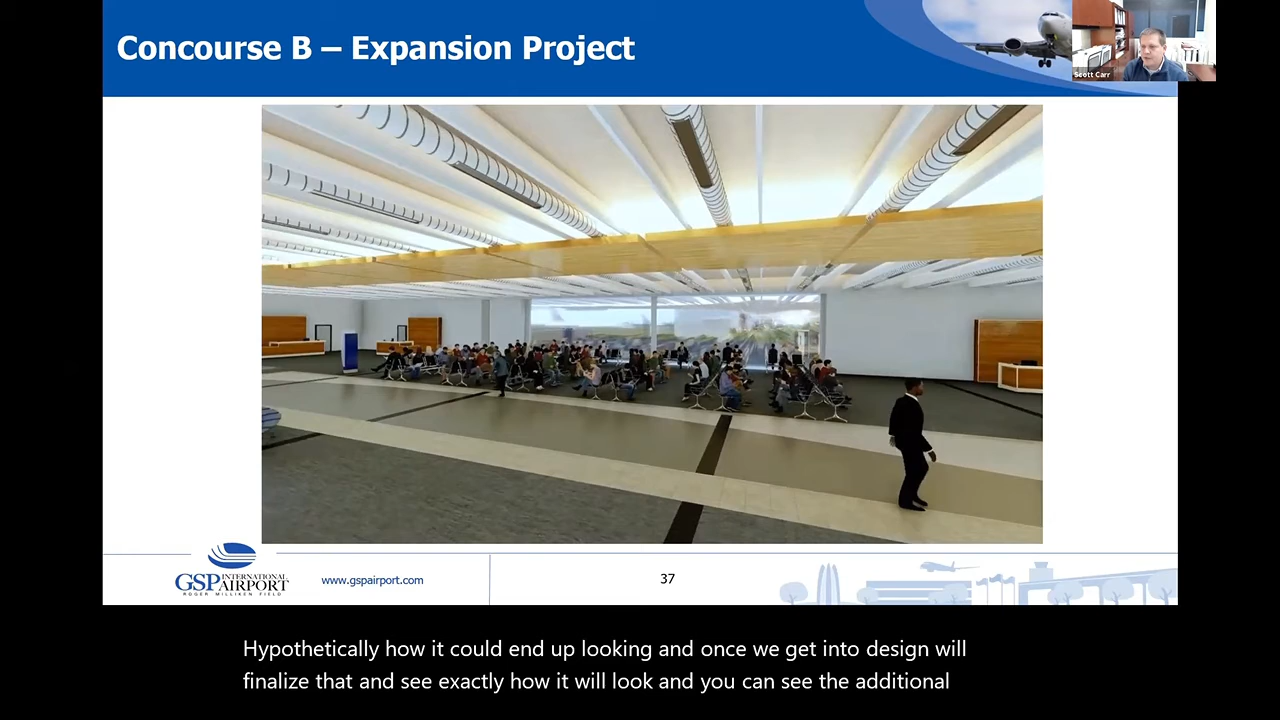 Concourse B – Expansion Project
Scott Carr
GSP INTERNATIONAL AIRPORT
ROGER MILLIKEN FIELD
www.gspairport.com
37
Hypothetically how it could end up looking and once we get into design will
finalize that and see exactly how it will look and you can see the additional